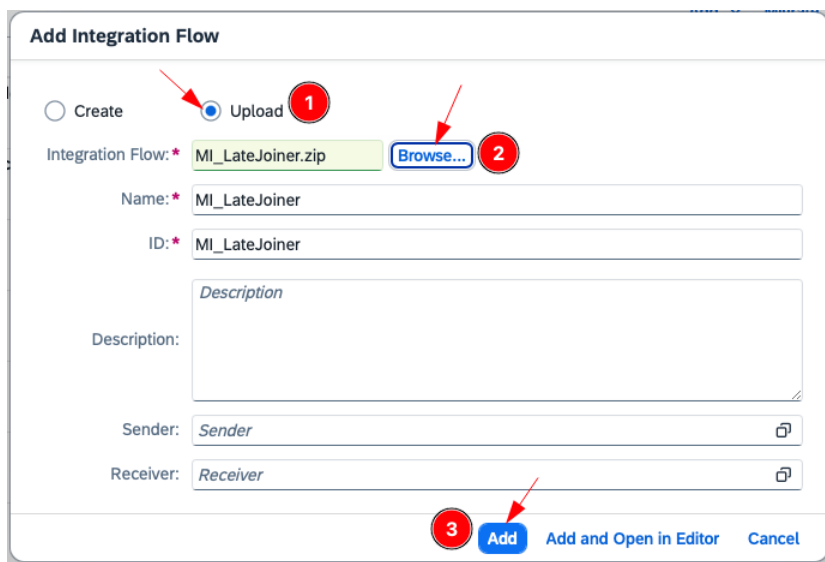 Add Integration Flow
Create Upload 1
Integration Flow:* MI_LateJoiner.zip Browse... 2
Name:* MI_LateJoiner
ID:* MI_LateJoiner
Description
Description:
Sender: Sender
Receiver: Receiver
3 Add Add and Open in Editor Cancel